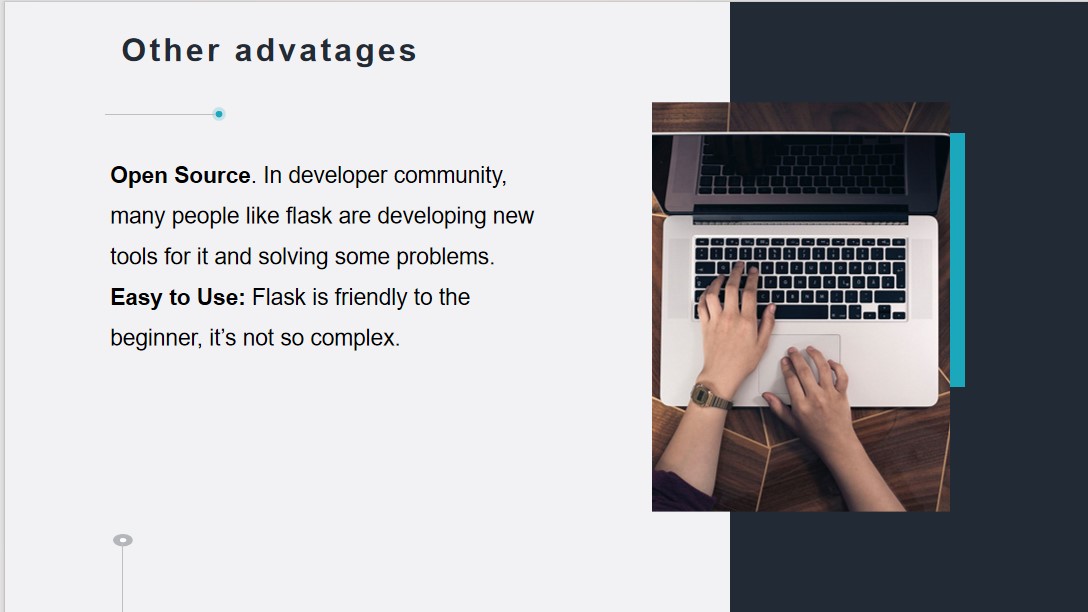 Other advatages
Open Source. In developer community,
many people like flask are developing new
tools for it and solving some problems.
Easy to Use: Flask is friendly to the
beginner, it’s not so complex.